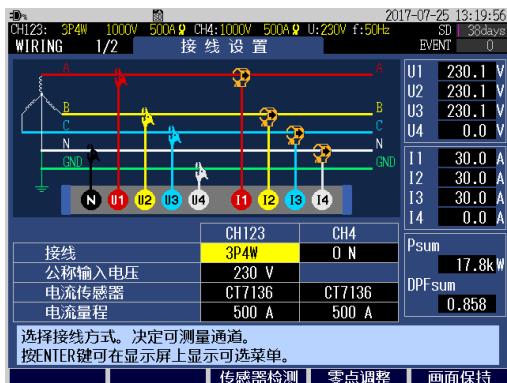 2017-07-25 13:19:56
CH123: 3P4W 1000V 500A CH4:1000V 500A U:230V f:50Hz SD 38days
WIRING 1/2 接线设置 EVENT 0
A A
B B
C C
N N
GND GND
N U1 U2 U3 U4 I1 I2 I3 I4
U1 230.1 V
U2 230.1 V
U3 230.1 V
U4 0.0 V
I1 30.0 A
I2 30.0 A
I3 30.0 A
I4 0.0 A
Psum
17.8kW
DPFsum
0.858
CH123 CH4
接线 3P4W ON
公称输入电压 230 V
电流传感器 CT7136 CT7136
电流量程 500 A 500 A
选择接线方式。决定可测量通道。
按ENTER键可在显示屏上显示可选菜单。
传感器检测 零点调整 画面保持